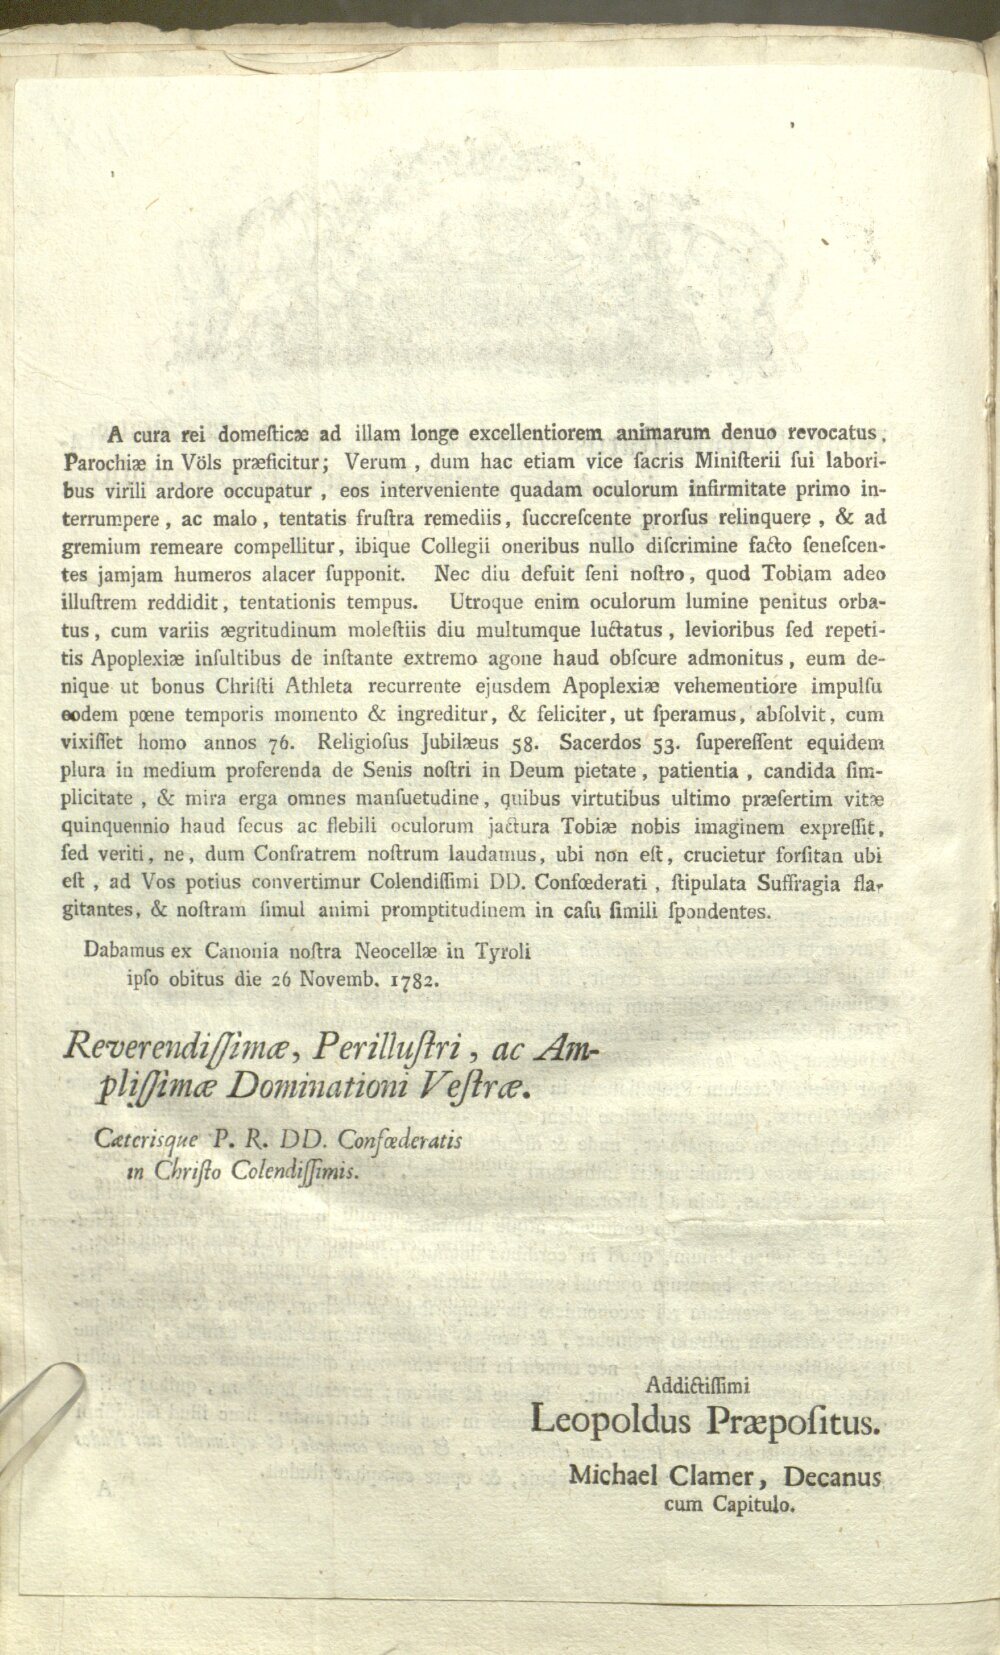 A cura rei domeſticæ ad illam longe excellentiorem animarum denuo revocatus,
Parochiæ in Völs præficitur; Verum, dum hac etiam vice ſacris Miniſterii ſui labori-
bus virili ardore occupatur, eos interveniente quadam oculorum infirmitate primo in-
terrumpere, ac malo, tentatis fruſtra remediis, ſuccreſcente prorſus relinquere, & ad
gremium remeare compellitur, ibique Collegii oneribus nullo diſcrimine facto ſeneſcen-
tes jamjam humeros alacer ſupponit. Nec diu defuit ſeni noſtro, quod Tobiam adeo
illuſtrem reddidit, tentationis tempus. Utroque enim oculorum lumine penitus orba-
tus, cum variis ægritudinum moleſtiis diu multumque luctatus, levioribus ſed repeti-
tis Apoplexiæ inſultibus de inſtante extremo agone haud obſcure admonitus, eum de-
nique ut bonus Chriſti Athleta recurrente ejusdem Apoplexiæ vehementiore impulſu
eodem pœne temporis momento & ingreditur, & feliciter, ut ſperamus, abſolvit, cum
vixiſſet homo annos 76. Religioſus Jubilæus 58. Sacerdos 53. ſupereſſent equidem
plura in medium proferenda de Senis noſtri in Deum pietate, patientia, candida ſim-
plicitate, & mira erga omnes manſuetudine, quibus virtutibus ultimo præſertim vitæ
quinquennio haud ſecus ac flebili oculorum jactura Tobiæ nobis imaginem expreſſit,
ſed veriti, ne, dum Confratrem noſtrum laudamus, ubi non eſt, crucietur forſitan ubi
eſt, ad Vos potius convertimur Colendiſſimi DD. Confœderati, ſtipulata Suffragia fla-
gitantes, & noſtram ſimul animi promptitudinem in caſu ſimili ſpondentes.
Dabamus ex Canonia noſtra Neocellæ in Tyroli
ipſo obitus die 26 Novemb. 1782.
Reverendiſſimæ, Perilluſtri, ac Am-
pliſſimæ Dominationi Veſtræ.
Cæterisque P. R. DD. Confœderatis
in Chriſto Colendiſſimis.
Addictiſſimi
Leopoldus Præpoſitus.
Michael Clamer, Decanus
cum Capitulo.